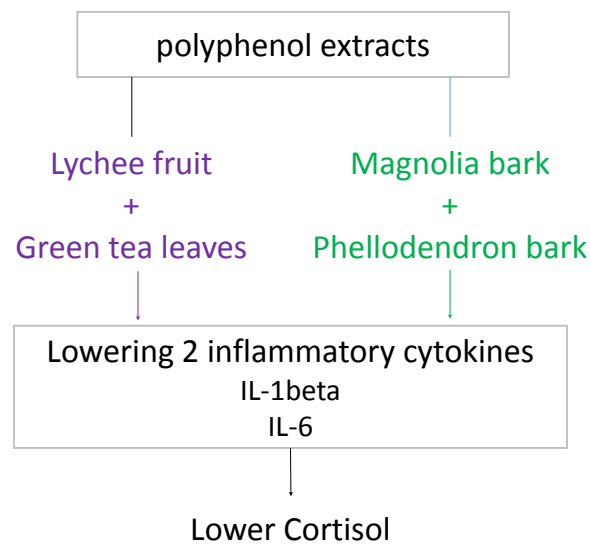 polyphenol extracts
Lychee fruit
+
Green tea leaves
Magnolia bark
+
Phellodendron bark
Lowering 2 inflammatory cytokines
IL-1beta
IL-6
Lower Cortisol